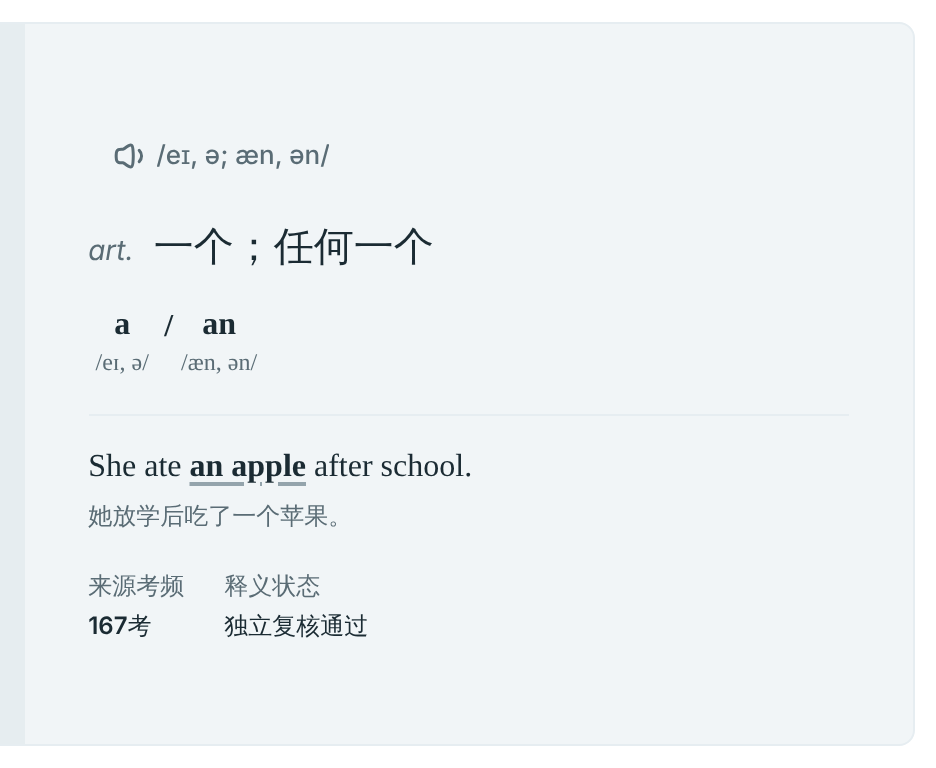 /eɪ, ə; æn, ən/
art. 一个；任何一个
a / an
/eɪ, ə/ /æn, ən/
She ate an apple after school.
她放学后吃了一个苹果。
来源考频 释义状态
167考 独立复核通过